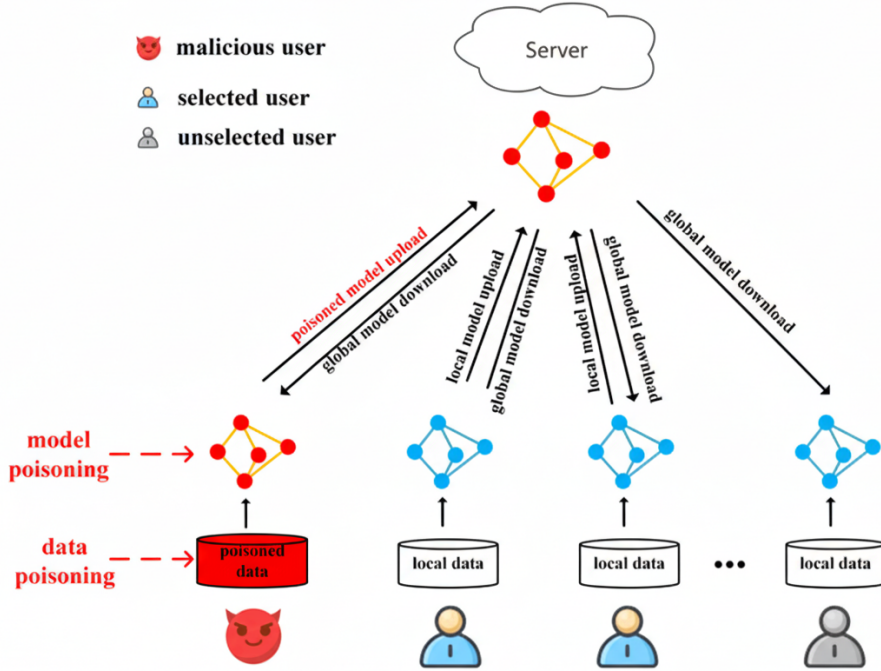 Server
malicious user
selected user
unselected user
poisoned model upload
global model download
local model upload
global model download
local model upload
global model download
global model download
model
poisoning
data
poisoning
poisoned
data
local data
local data
...
local data